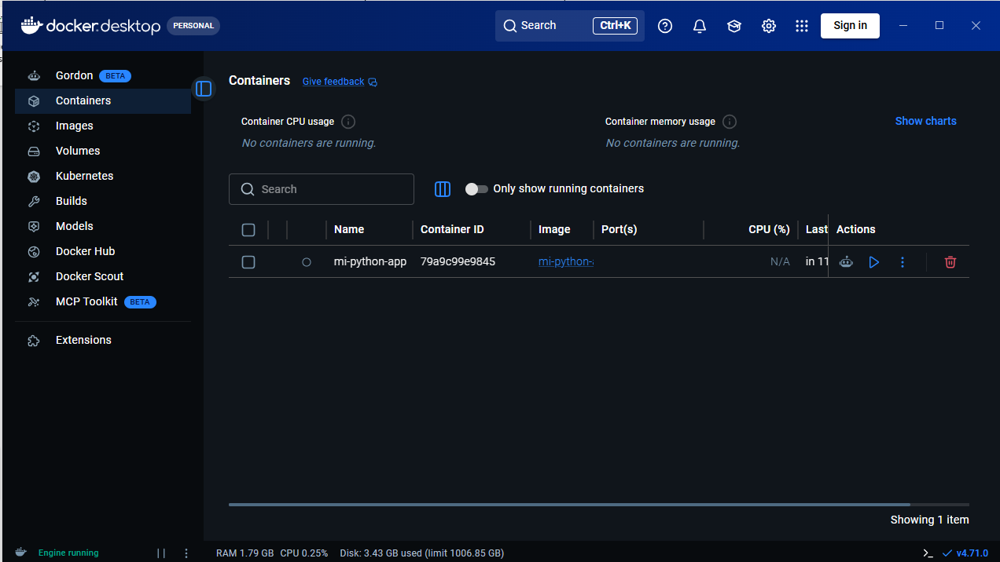 docker.desktop PERSONAL Search Ctrl+K Sign in
Gordon BETA
Containers
Images
Volumes
Kubernetes
Builds
Models
Docker Hub
Docker Scout
MCP Toolkit BETA
Extensions
Containers Give feedback
Container CPU usage Container memory usage Show charts
No containers are running. No containers are running.
Search Only show running containers
Name Container ID Image Port(s) CPU (%) Last Actions
mi-python-app 79a9c99e9845 mi-python- N/A in 11
Showing 1 item
Engine running RAM 1.79 GB CPU 0.25% Disk: 3.43 GB used (limit 1006.85 GB) v4.71.0